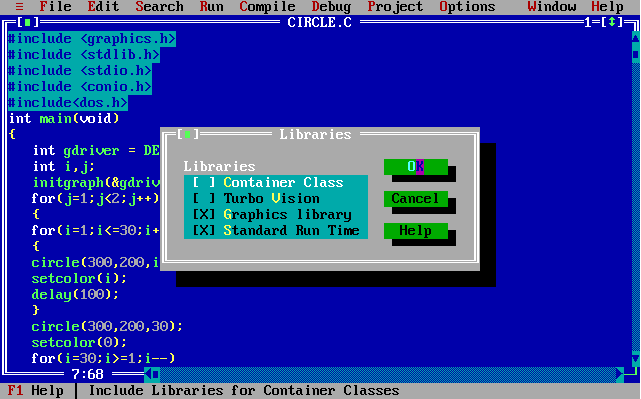 ≡ File Edit Search Run Compile Debug Project Options Window Help
CIRCLE.C 1=[↕]
#include <graphics.h>
#include <stdlib.h>
#include <stdio.h>
#include <conio.h>
#include<dos.h>
int main(void)
{
int gdriver = DE
int i,j;
initgraph(&gdriv
for(j=1;j<2;j++)
{
for(i=1;i<=30;i+
{
circle(300,200,i
setcolor(i);
delay(100);
}
circle(300,200,30);
setcolor(0);
for(i=30;i>=1;i--)
7:68
Libraries
Libraries
[ ] Container Class
[ ] Turbo Vision
[X] Graphics library
[X] Standard Run Time
OK
Cancel
Help
F1 Help │ Include Libraries for Container Classes